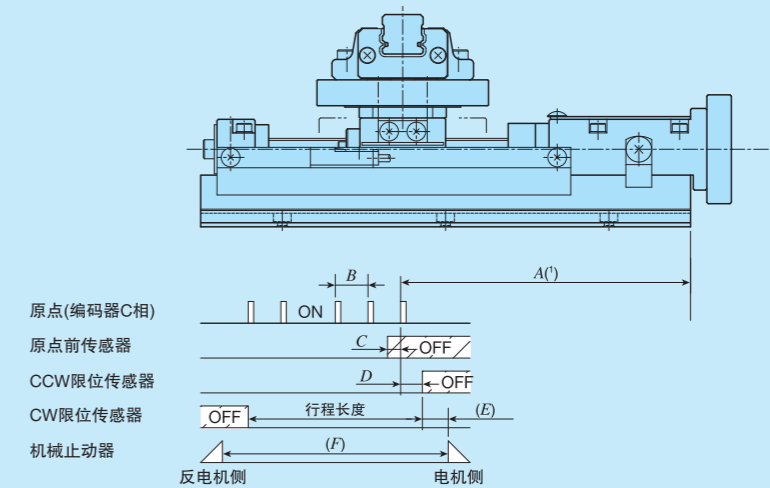 A(¹)
B
原点(编码器C相)
ON
原点前传感器
C
OFF
CCW限位传感器
D
OFF
CW限位传感器
OFF
行程长度
(E)
机械止动器
(F)
反电机侧
电机侧